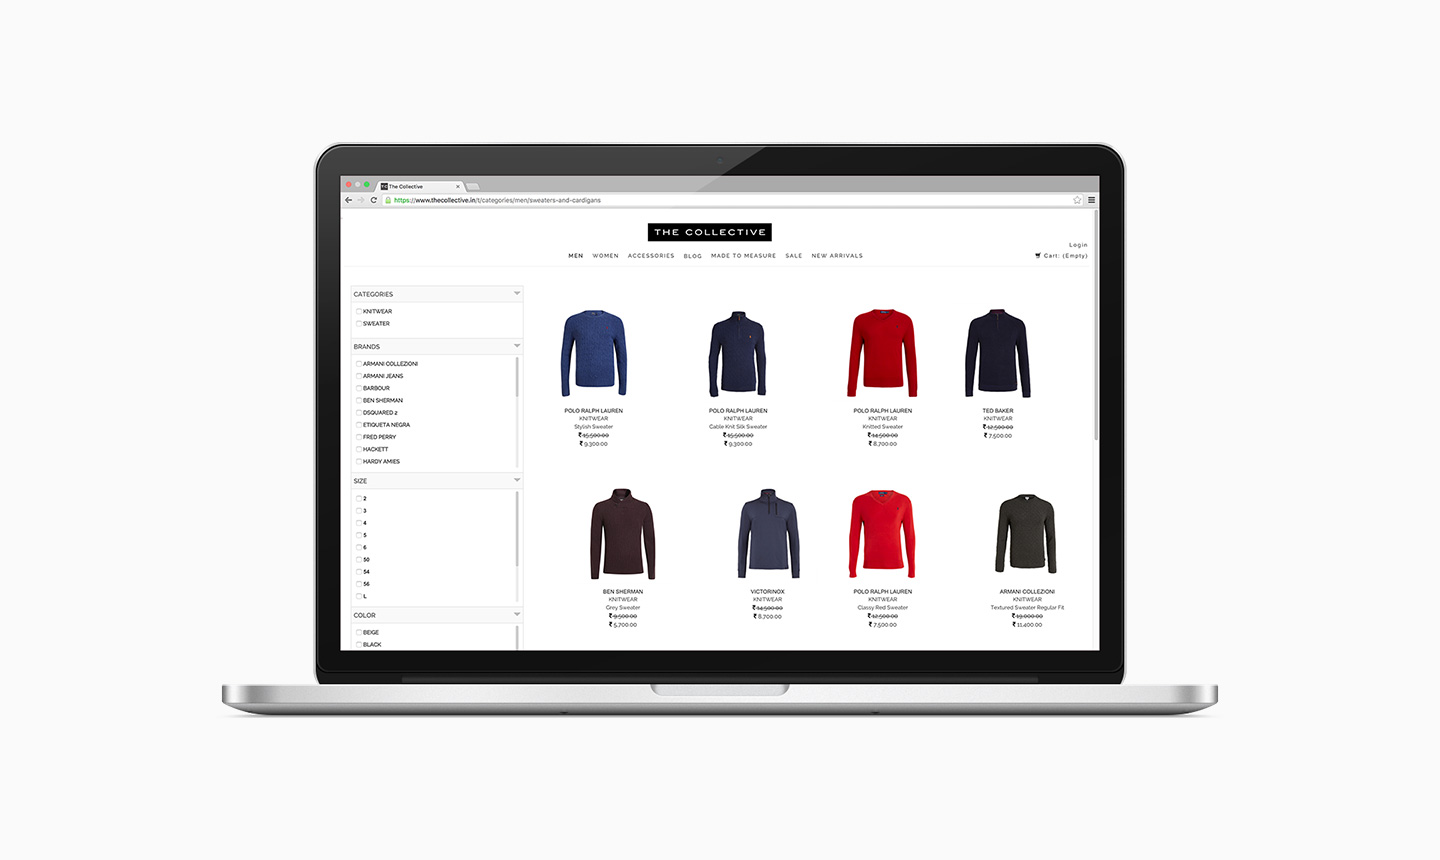 The Collective
https://www.thecollective.in/t/categories/men/sweaters-and-cardigans
THE COLLECTIVE
Login
MEN WOMEN ACCESSORIES BLOG MADE TO MEASURE SALE NEW ARRIVALS
Cart: (Empty)
CATEGORIES
KNITWEAR
SWEATER
BRANDS
ARMANI COLLEZIONI
ARMANI JEANS
BARBOUR
BEN SHERMAN
DSQUARED 2
ETIQUETA NEGRA
FRED PERRY
HACKETT
HARDY AMIES
SIZE
2
3
4
5
6
50
54
56
L
COLOR
BEIGE
BLACK
POLO RALPH LAUREN
KNITWEAR
Stylish Sweater
₹ 15,500.00
₹ 9,300.00
POLO RALPH LAUREN
KNITWEAR
Cable Knit Silk Sweater
₹ 15,500.00
₹ 9,300.00
POLO RALPH LAUREN
KNITWEAR
Knitted Sweater
₹ 14,500.00
₹ 8,700.00
TED BAKER
KNITWEAR
₹ 12,500.00
₹ 7,500.00
BEN SHERMAN
KNITWEAR
Grey Sweater
₹ 9,500.00
₹ 5,700.00
VICTORINOX
KNITWEAR
₹ 14,500.00
₹ 8,700.00
POLO RALPH LAUREN
KNITWEAR
Classy Red Sweater
₹ 12,500.00
₹ 7,500.00
ARMANI COLLEZIONI
KNITWEAR
Textured Sweater Regular Fit
₹ 19,000.00
₹ 11,400.00